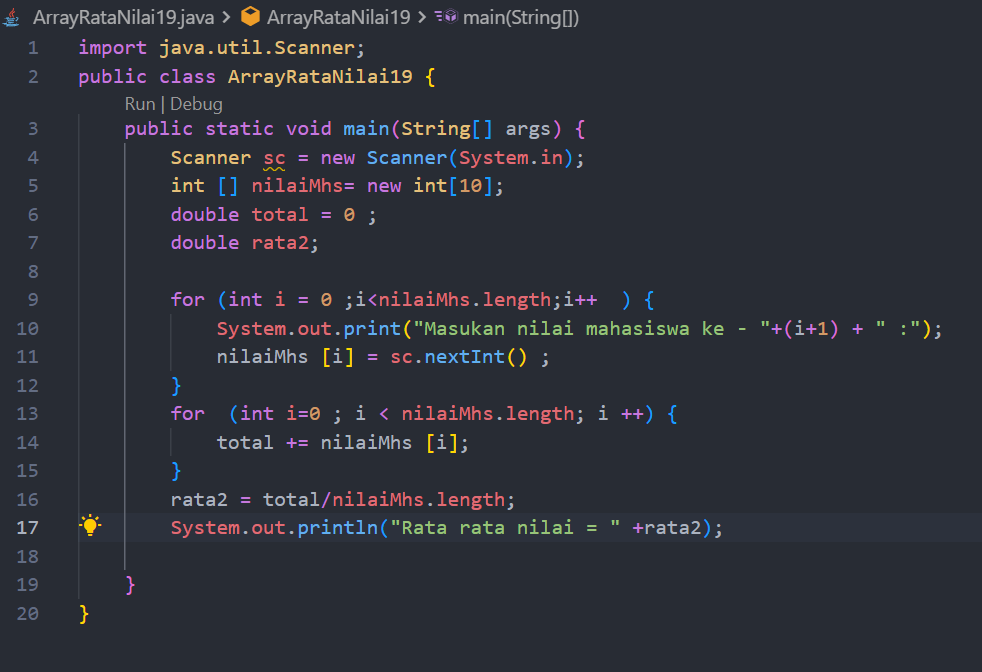 ArrayRataNilai19.java > ArrayRataNilai19 > main(String[])
1 import java.util.Scanner;
2 public class ArrayRataNilai19 {
Run | Debug
3 public static void main(String[] args) {
4 Scanner sc = new Scanner(System.in);
5 int [] nilaiMhs= new int[10];
6 double total = 0 ;
7 double rata2;
8
9 for (int i = 0 ;i<nilaiMhs.length;i++  ) {
10 System.out.print("Masukan nilai mahasiswa ke - "+(i+1) + " :");
11 nilaiMhs [i] = sc.nextInt() ;
12 }
13 for  (int i=0 ; i < nilaiMhs.length; i ++) {
14 total += nilaiMhs [i];
15 }
16 rata2 = total/nilaiMhs.length;
17 System.out.println("Rata rata nilai = " +rata2);
18
19 }
20 }